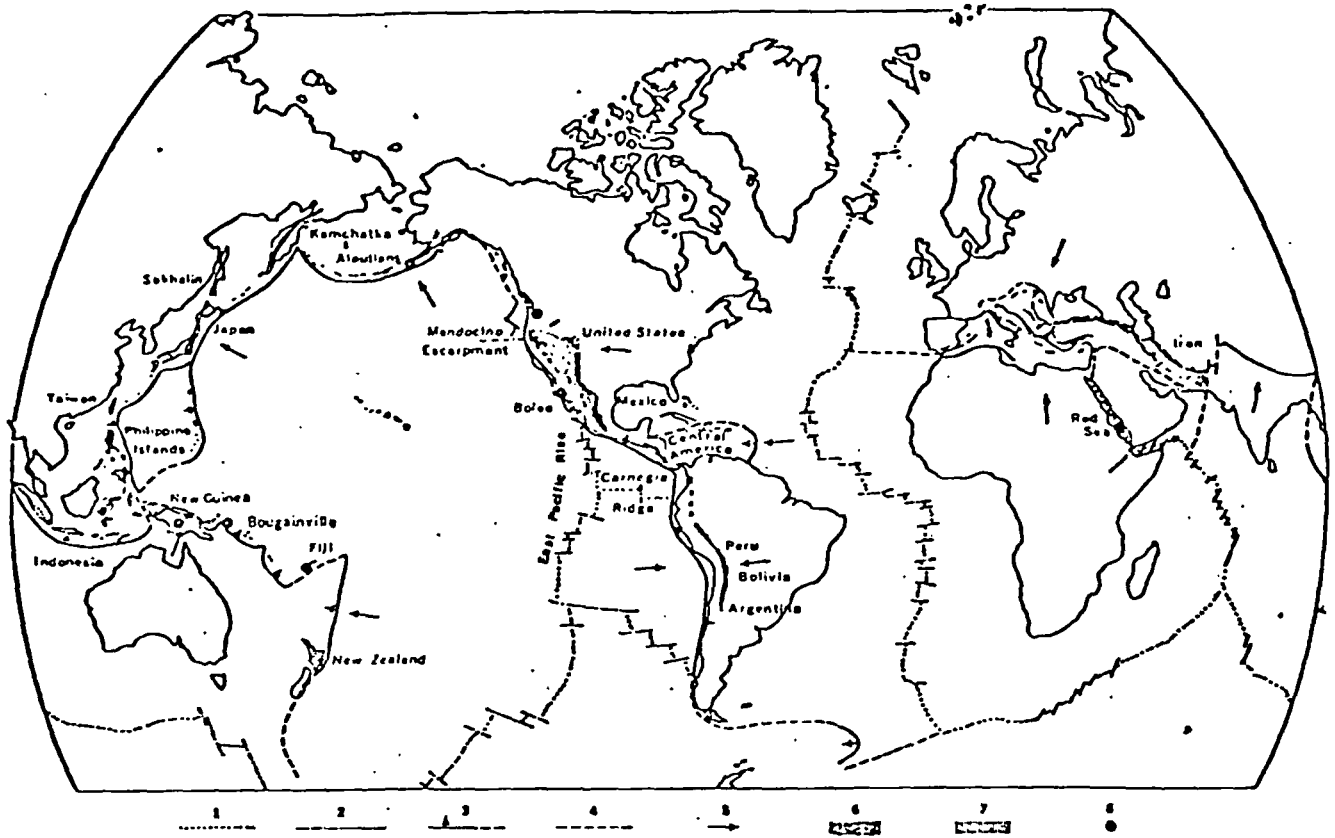 Kamchatka
&
Aleutians
Sakhalin
Japan
Mendocino
Escarpment
United States
Iran
Taiwan
Boleo
Mexico
Red
Sea
Philippine
Islands
Central
America
East Pacific Rise
Carnegie
Ridge
New Guinea
Bougainville
Indonesia
Fiji
Peru
Bolivia
Argentina
New Zealand
1 2 3 4 5 6 7 8